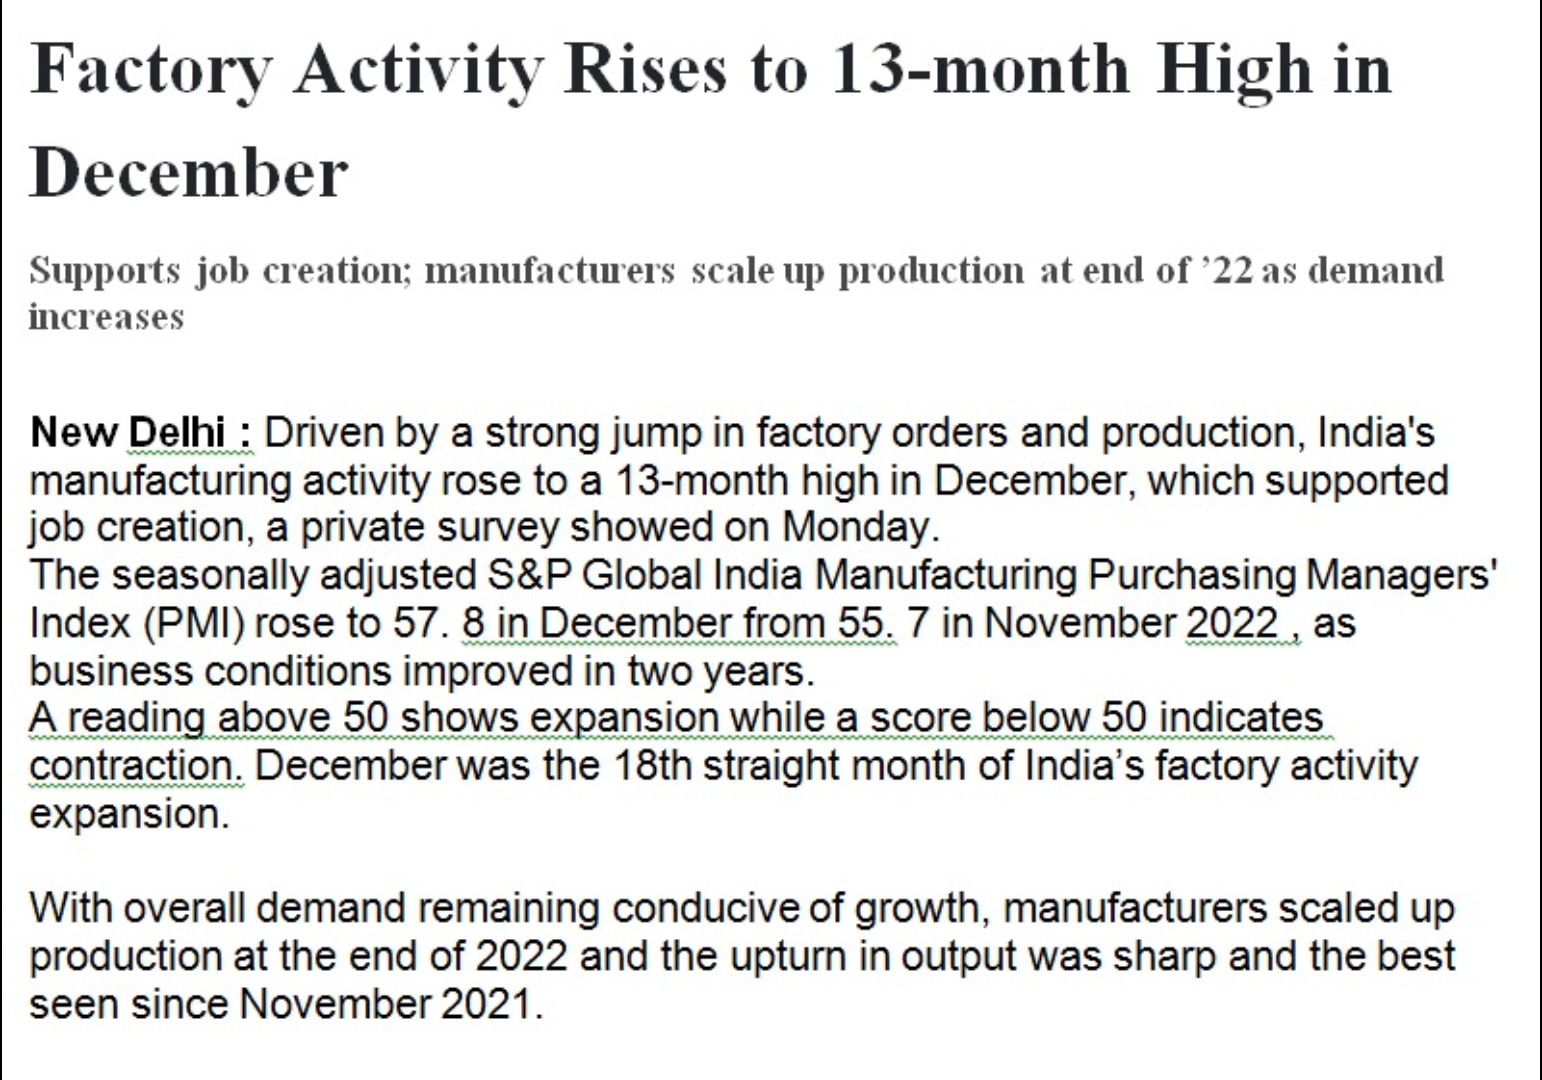 Factory Activity Rises to 13-month High in
December
Supports job creation; manufacturers scale up production at end of ’22 as demand
increases
New Delhi : Driven by a strong jump in factory orders and production, India's
manufacturing activity rose to a 13-month high in December, which supported
job creation, a private survey showed on Monday.
The seasonally adjusted S&P Global India Manufacturing Purchasing Managers'
Index (PMI) rose to 57. 8 in December from 55. 7 in November 2022 , as
business conditions improved in two years.
A reading above 50 shows expansion while a score below 50 indicates
contraction. December was the 18th straight month of India’s factory activity
expansion.
With overall demand remaining conducive of growth, manufacturers scaled up
production at the end of 2022 and the upturn in output was sharp and the best
seen since November 2021.